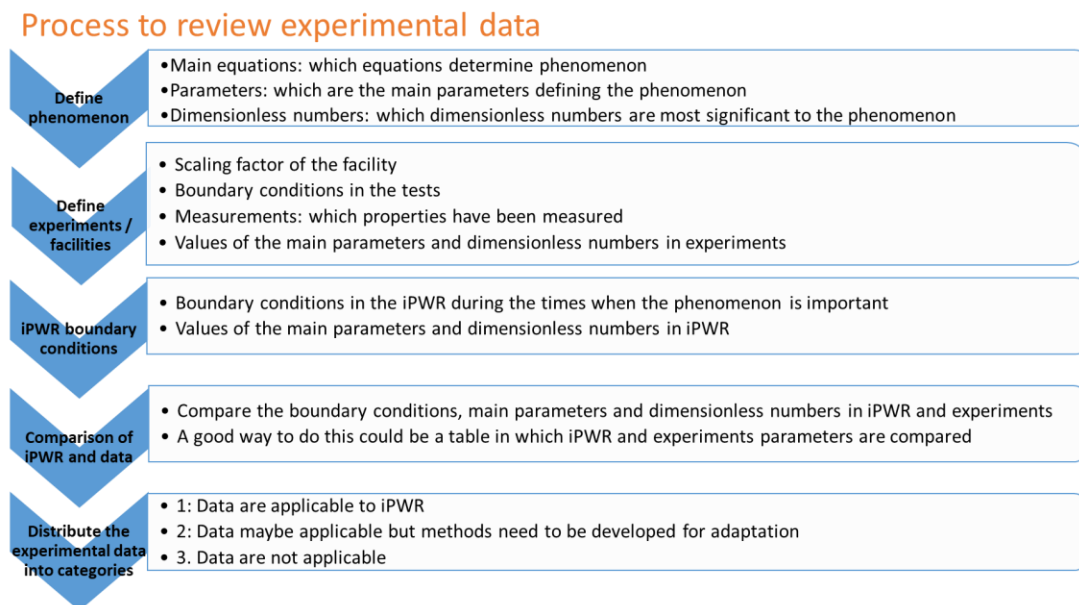 Process to review experimental data
Define
phenomenon
•Main equations: which equations determine phenomenon
•Parameters: which are the main parameters defining the phenomenon
•Dimensionless numbers: which dimensionless numbers are most significant to the phenomenon
Define
experiments /
facilities
• Scaling factor of the facility
• Boundary conditions in the tests
• Measurements: which properties have been measured
• Values of the main parameters and dimensionless numbers in experiments
iPWR boundary
conditions
• Boundary conditions in the iPWR during the times when the phenomenon is important
• Values of the main parameters and dimensionless numbers in iPWR
Comparison of
iPWR and data
• Compare the boundary conditions, main parameters and dimensionless numbers in iPWR and experiments
• A good way to do this could be a table in which iPWR and experiments parameters are compared
Distribute the
experimental data
into categories
• 1: Data are applicable to iPWR
• 2: Data maybe applicable but methods need to be developed for adaptation
• 3. Data are not applicable